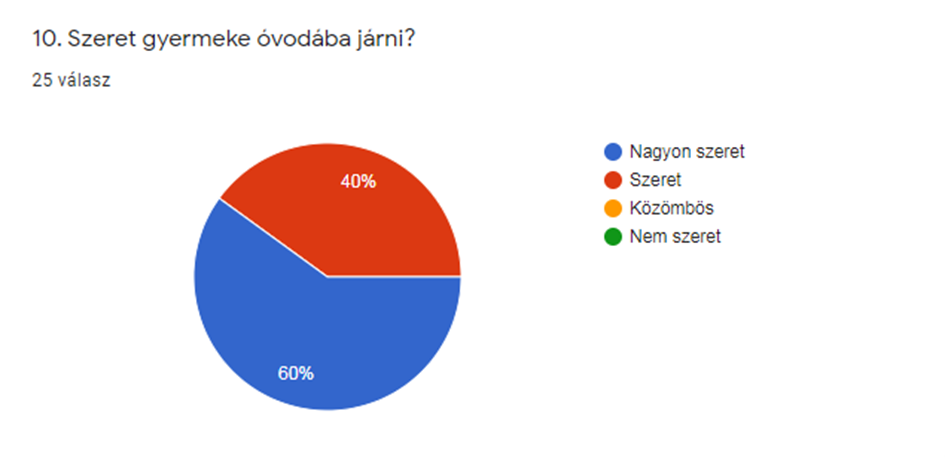 10. Szeret gyermeke óvodába járni?
25 válasz
Nagyon szeret
Szeret
Közömbös
Nem szeret
40%
60%